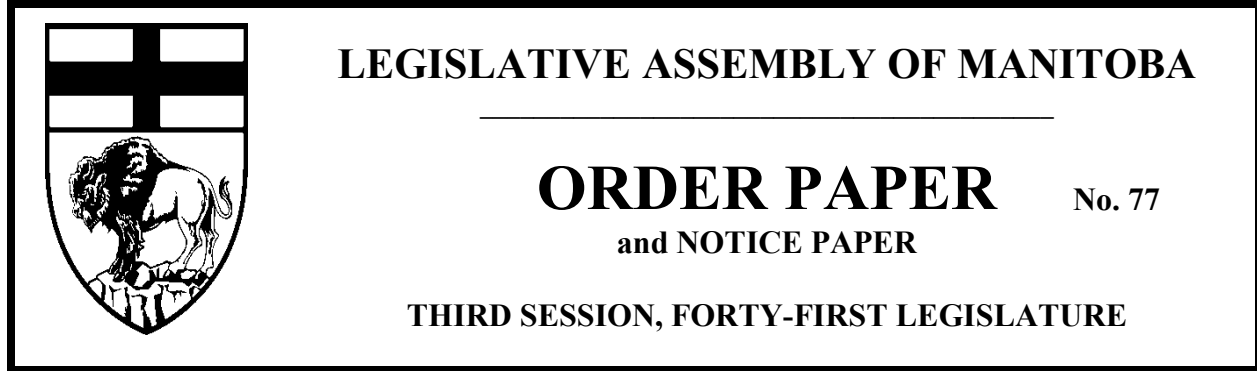 LEGISLATIVE ASSEMBLY OF MANITOBA
ORDER PAPER No. 77
and NOTICE PAPER
THIRD SESSION, FORTY-FIRST LEGISLATURE